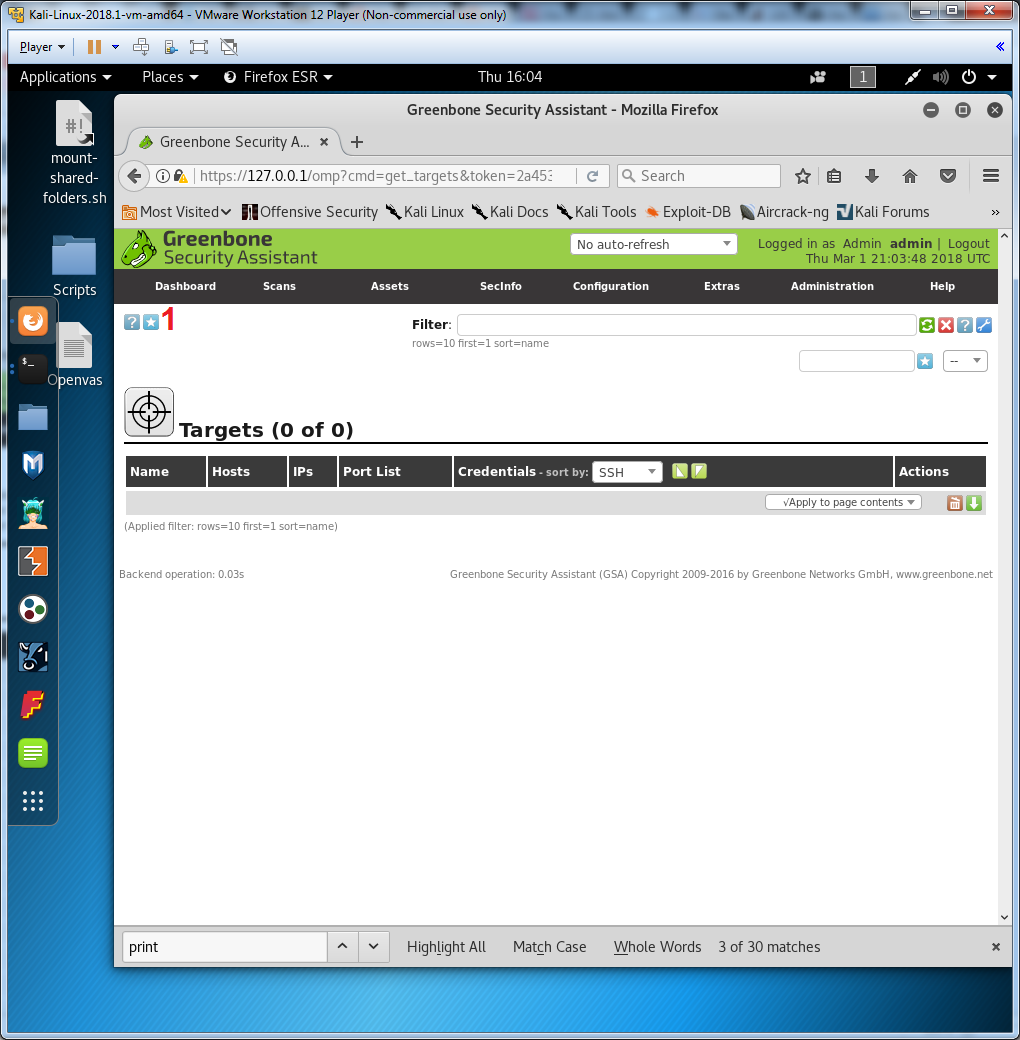 Kali-Linux-2018.1-vm-amd64 - VMware Workstation 12 Player (Non-commercial use only)
Player
Applications Places Firefox ESR Thu 16:04 1
Greenbone Security Assistant - Mozilla Firefox
#!
mount-
shared-
folders.sh
Scripts
Openvas
Greenbone Security A...
https://127.0.0.1/omp?cmd=get_targets&token=2a453 Search
Most Visited Offensive Security Kali Linux Kali Docs Kali Tools Exploit-DB Aircrack-ng Kali Forums »
Greenbone
Security Assistant
No auto-refresh
Logged in as Admin admin | Logout
Thu Mar 1 21:03:48 2018 UTC
Dashboard Scans Assets SecInfo Configuration Extras Administration Help
1
Filter:
rows=10 first=1 sort=name
--
Targets (0 of 0)
Name Hosts IPs Port List Credentials - sort by: SSH Actions
√Apply to page contents
(Applied filter: rows=10 first=1 sort=name)
Backend operation: 0.03s Greenbone Security Assistant (GSA) Copyright 2009-2016 by Greenbone Networks GmbH, www.greenbone.net
print Highlight All Match Case Whole Words 3 of 30 matches